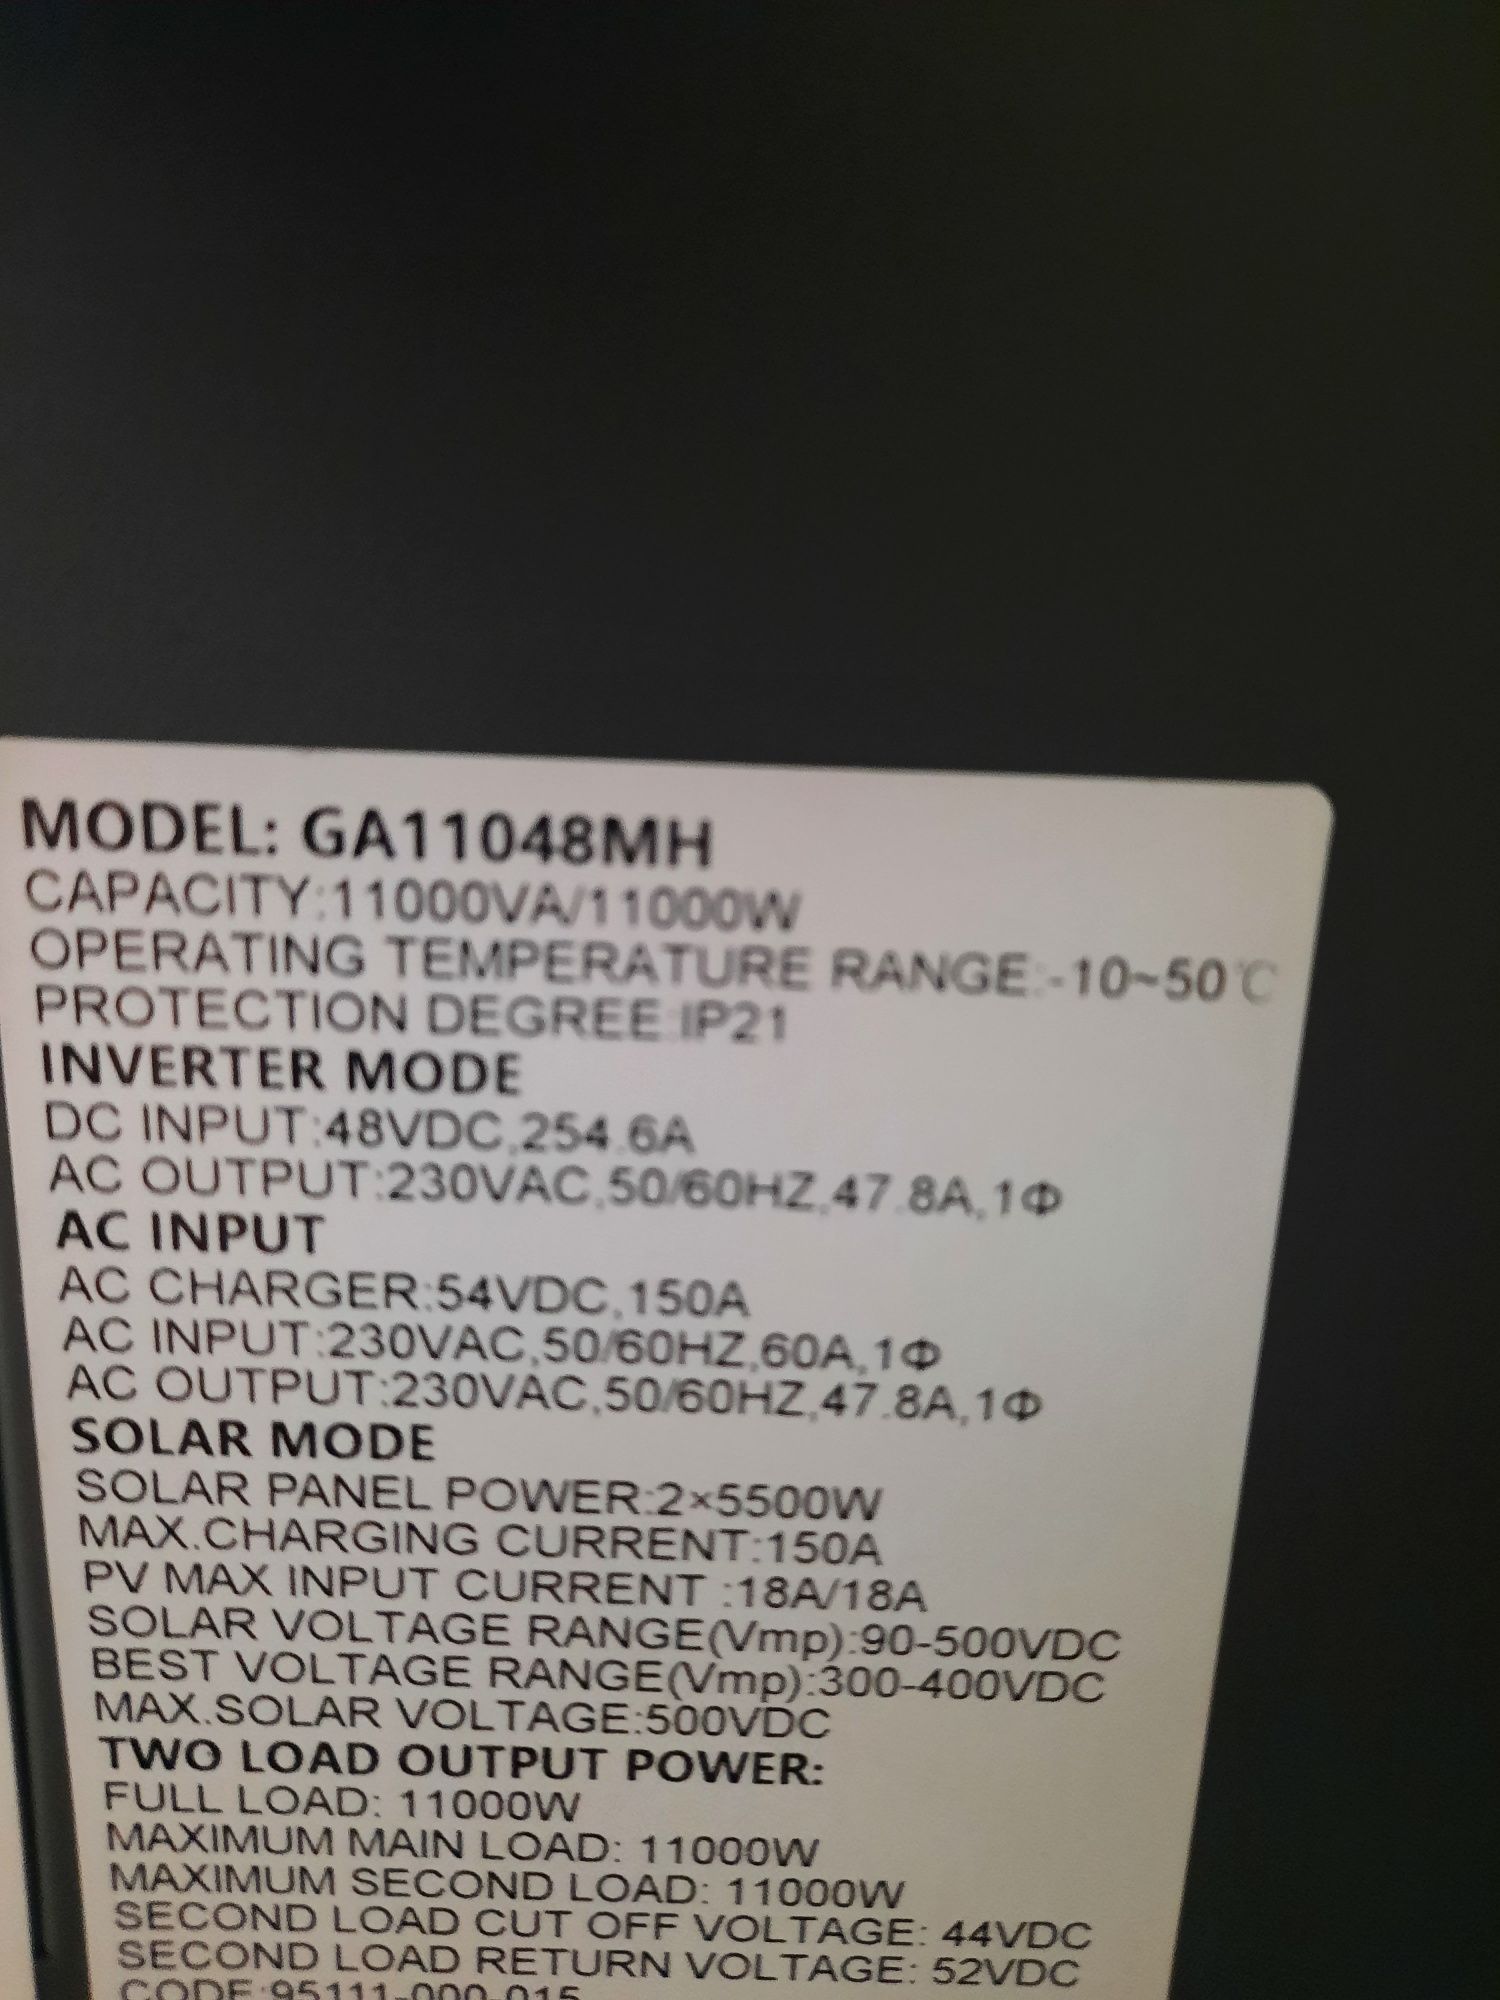 MODEL: GA11048MH
CAPACITY:11000VA/11000W
OPERATING TEMPERATURE RANGE:-10~50℃
PROTECTION DEGREE:IP21
INVERTER MODE
DC INPUT:48VDC,254.6A
AC OUTPUT:230VAC,50/60HZ,47.8A,1Φ
AC INPUT
AC CHARGER:54VDC,150A
AC INPUT:230VAC,50/60HZ,60A,1Φ
AC OUTPUT:230VAC,50/60HZ,47.8A,1Φ
SOLAR MODE
SOLAR PANEL POWER:2×5500W
MAX.CHARGING CURRENT:150A
PV MAX INPUT CURRENT :18A/18A
SOLAR VOLTAGE RANGE(Vmp):90-500VDC
BEST VOLTAGE RANGE(Vmp):300-400VDC
MAX.SOLAR VOLTAGE:500VDC
TWO LOAD OUTPUT POWER:
FULL LOAD: 11000W
MAXIMUM MAIN LOAD: 11000W
MAXIMUM SECOND LOAD: 11000W
SECOND LOAD CUT OFF VOLTAGE: 44VDC
SECOND LOAD RETURN VOLTAGE: 52VDC
CODE:95111-000-015